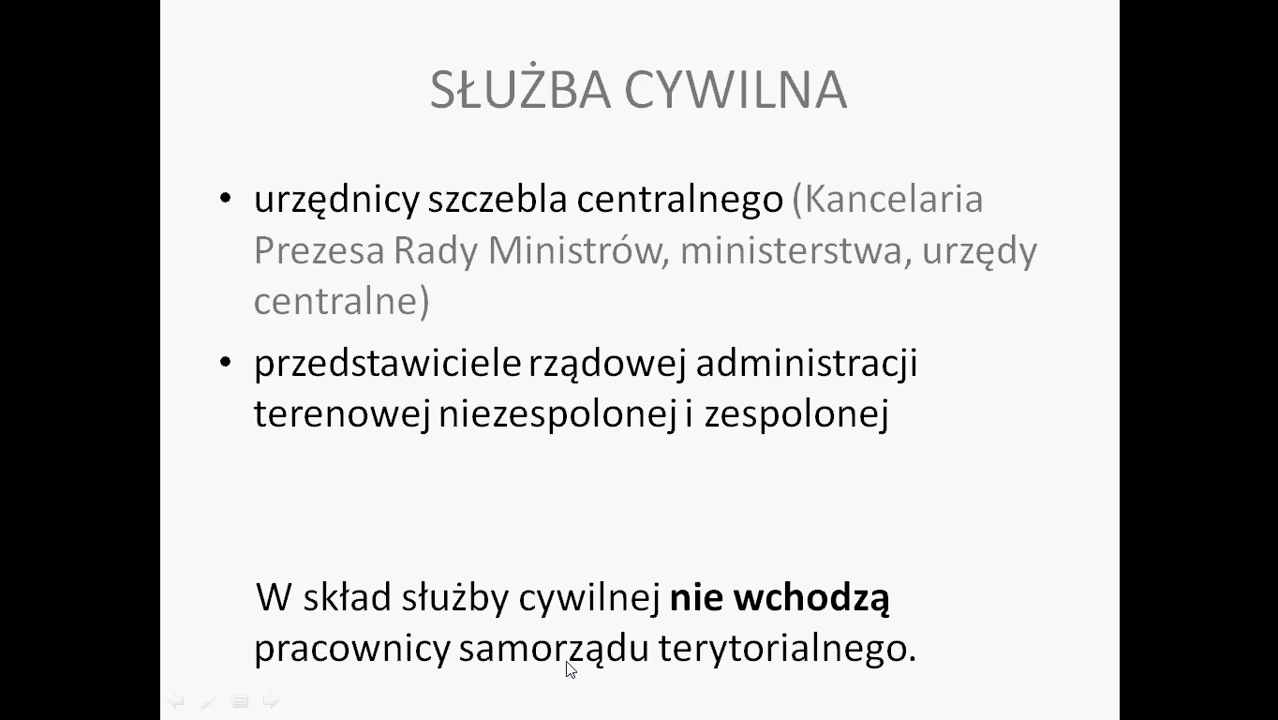 SŁUŻBA CYWILNA
• urzędnicy szczebla centralnego (Kancelaria
Prezesa Rady Ministrów, ministerstwa, urzędy
centralne)
• przedstawiciele rządowej administracji
terenowej niezespolonej i zespolonej
W skład służby cywilnej nie wchodzą
pracownicy samorządu terytorialnego.